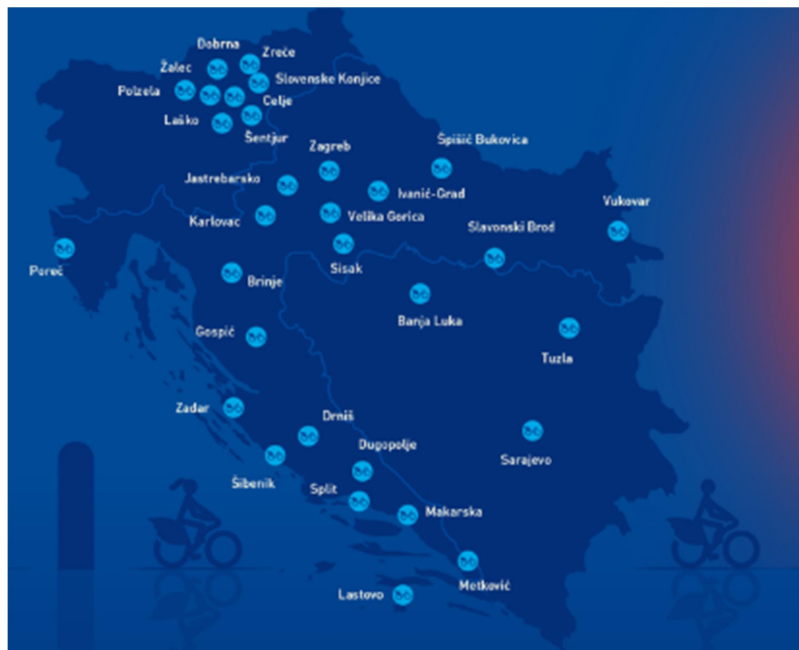 Dobrna
Zreče
Žalec
Slovenske Konjice
Polzela
Celje
Laško
Šentjur
Zagreb
Špišić Bukovica
Jastrebarsko
Ivanić-Grad
Vukovar
Karlovac
Velika Gorica
Slavonski Brod
Sisak
Poreč
Brinje
Banja Luka
Gospić
Tuzla
Zadar
Drniš
Dugopolje
Sarajevo
Šibenik
Split
Makarska
Metković
Lastovo